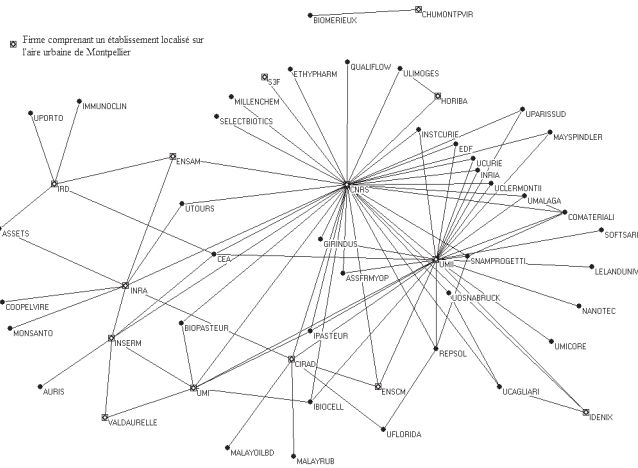 BIOMERIEUX
CHUMONTPVIR
Firme comprenant un établissement localisé sur
l'aire urbaine de Montpellier
S3F
ETHYPHARM
QUALIFLOW
ULIMOGES
MILLENCHEM
HORIBA
SELECTBIOTICS
UPORTO
IMMUNOCLIN
UPARISSUD
INSTCURIE
MAYSPINDLER
EDF
ENSAM
UCURIE
INRIA
IRD
CNRS
UCLERMONTII
UMALAGA
UTOURS
COMATERIALI
ASSETS
SOFTSARI
GIRINDUS
CEA
UMII
SNAMPROGETTI
LELANDUNIV
ASSFRMYOP
INRA
UOSNABRUCK
COOPELVIRE
NANOTEC
MONSANTO
BIOPASTEUR
IPASTEUR
INSERM
UMICORE
REPSOL
CIRAD
AURIS
UMI
ENSCM
UCAGLIARI
IBIOCELL
VALDAURELLE
IDENIX
UFLORIDA
MALAYOILBD
MALAYRUB